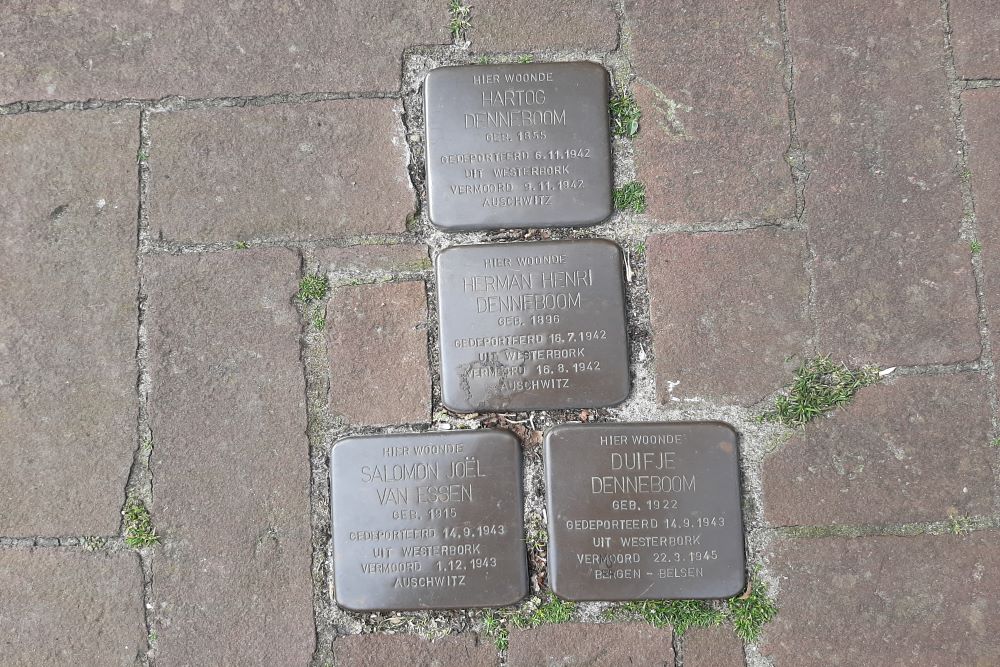 HIER WOONDE
HARTOG
DENNEBOOM
GEB. 1855
GEDEPORTEERD 6.11.1942
UIT WESTERBORK
VERMOORD 9.11.1942
AUSCHWITZ
HIER WOONDE
HERMAN HENRI
DENNEBOOM
GEB. 1896
GEDEPORTEERD 16.7.1942
UIT WESTERBORK
VERMOORD 16.8.1942
AUSCHWITZ
HIER WOONDE
SALOMON JOËL
VAN ESSEN
GEB. 1915
GEDEPORTEERD 14.9.1943
UIT WESTERBORK
VERMOORD 1.12.1943
AUSCHWITZ
HIER WOONDE
DUIFJE
DENNEBOOM
GEB. 1922
GEDEPORTEERD 14.9.1943
UIT WESTERBORK
VERMOORD 22.3.1945
BERGEN - BELSEN